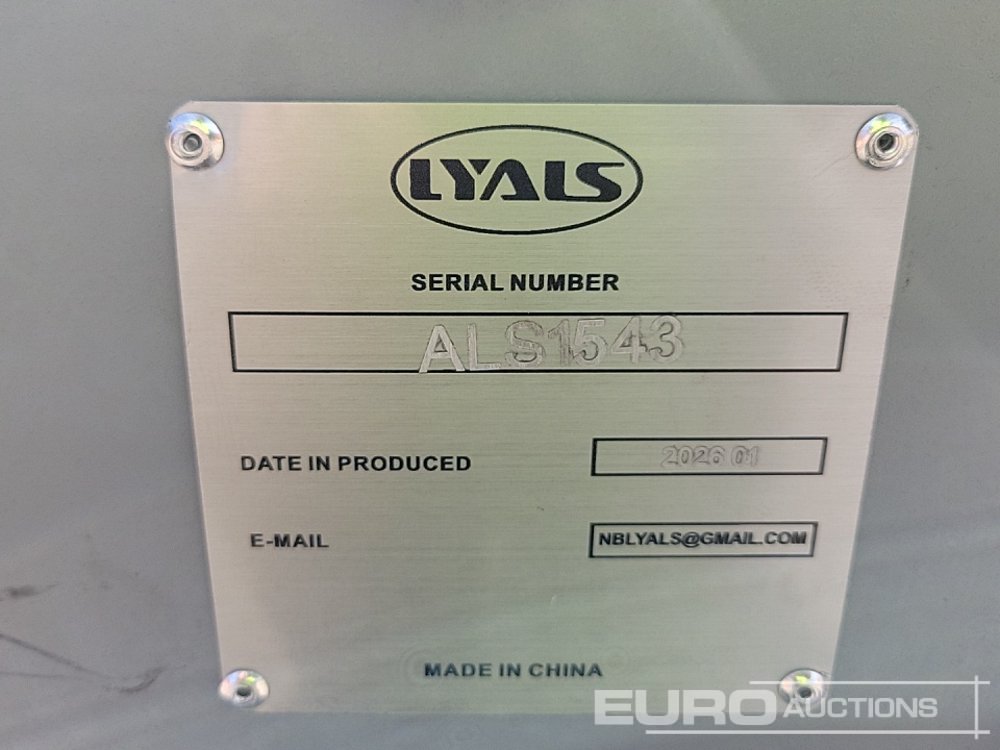 LYALS
SERIAL NUMBER
ALS1543
DATE IN PRODUCED 2026 01
E-MAIL NBLYALS@GMAIL.COM
MADE IN CHINA
EURO AUCTIONS